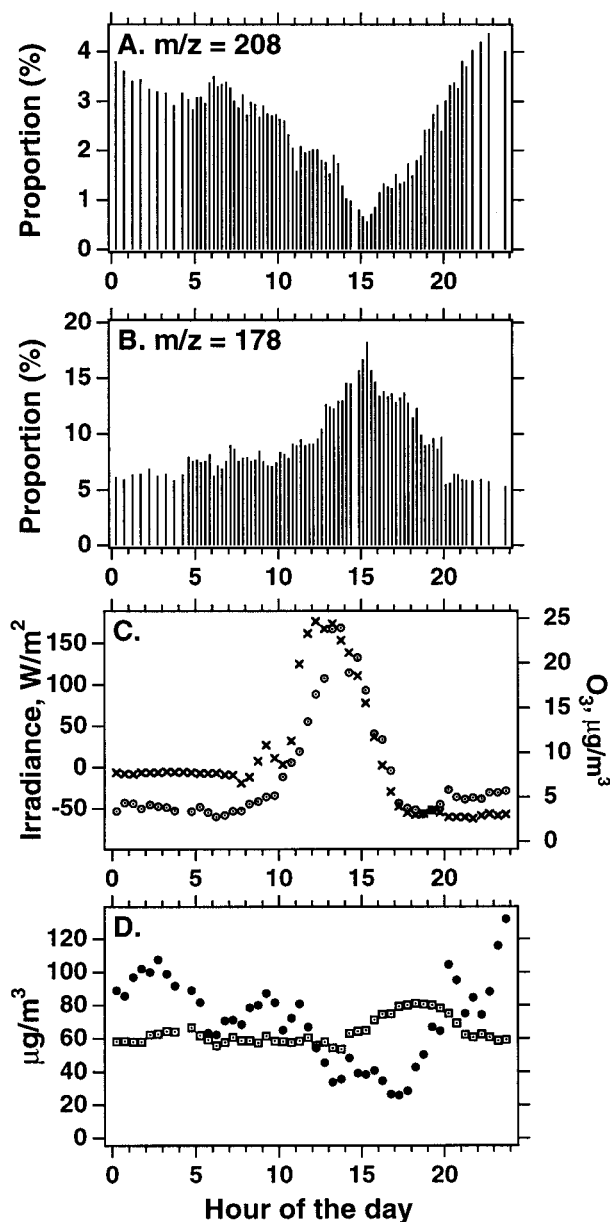 A. m/z = 208
Proportion (%)
4
3
2
1
0
0 5 10 15 20
B. m/z = 178
Proportion (%)
20
15
10
5
0
0 5 10 15 20
C.
Irradiance, W/m²
150
100
50
0
-50
O₃, µg/m³
25
20
15
10
5
0
0 5 10 15 20
D.
µg/m³
120
100
80
60
40
20
0
0 5 10 15 20
Hour of the day